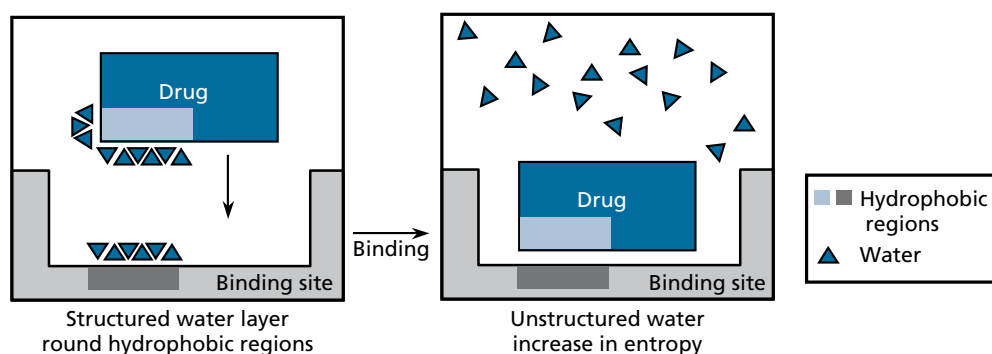 Drug
Binding site
Structured water layer
round hydrophobic regions
Binding
Drug
Binding site
Unstructured water
increase in entropy
Hydrophobic
regions
Water